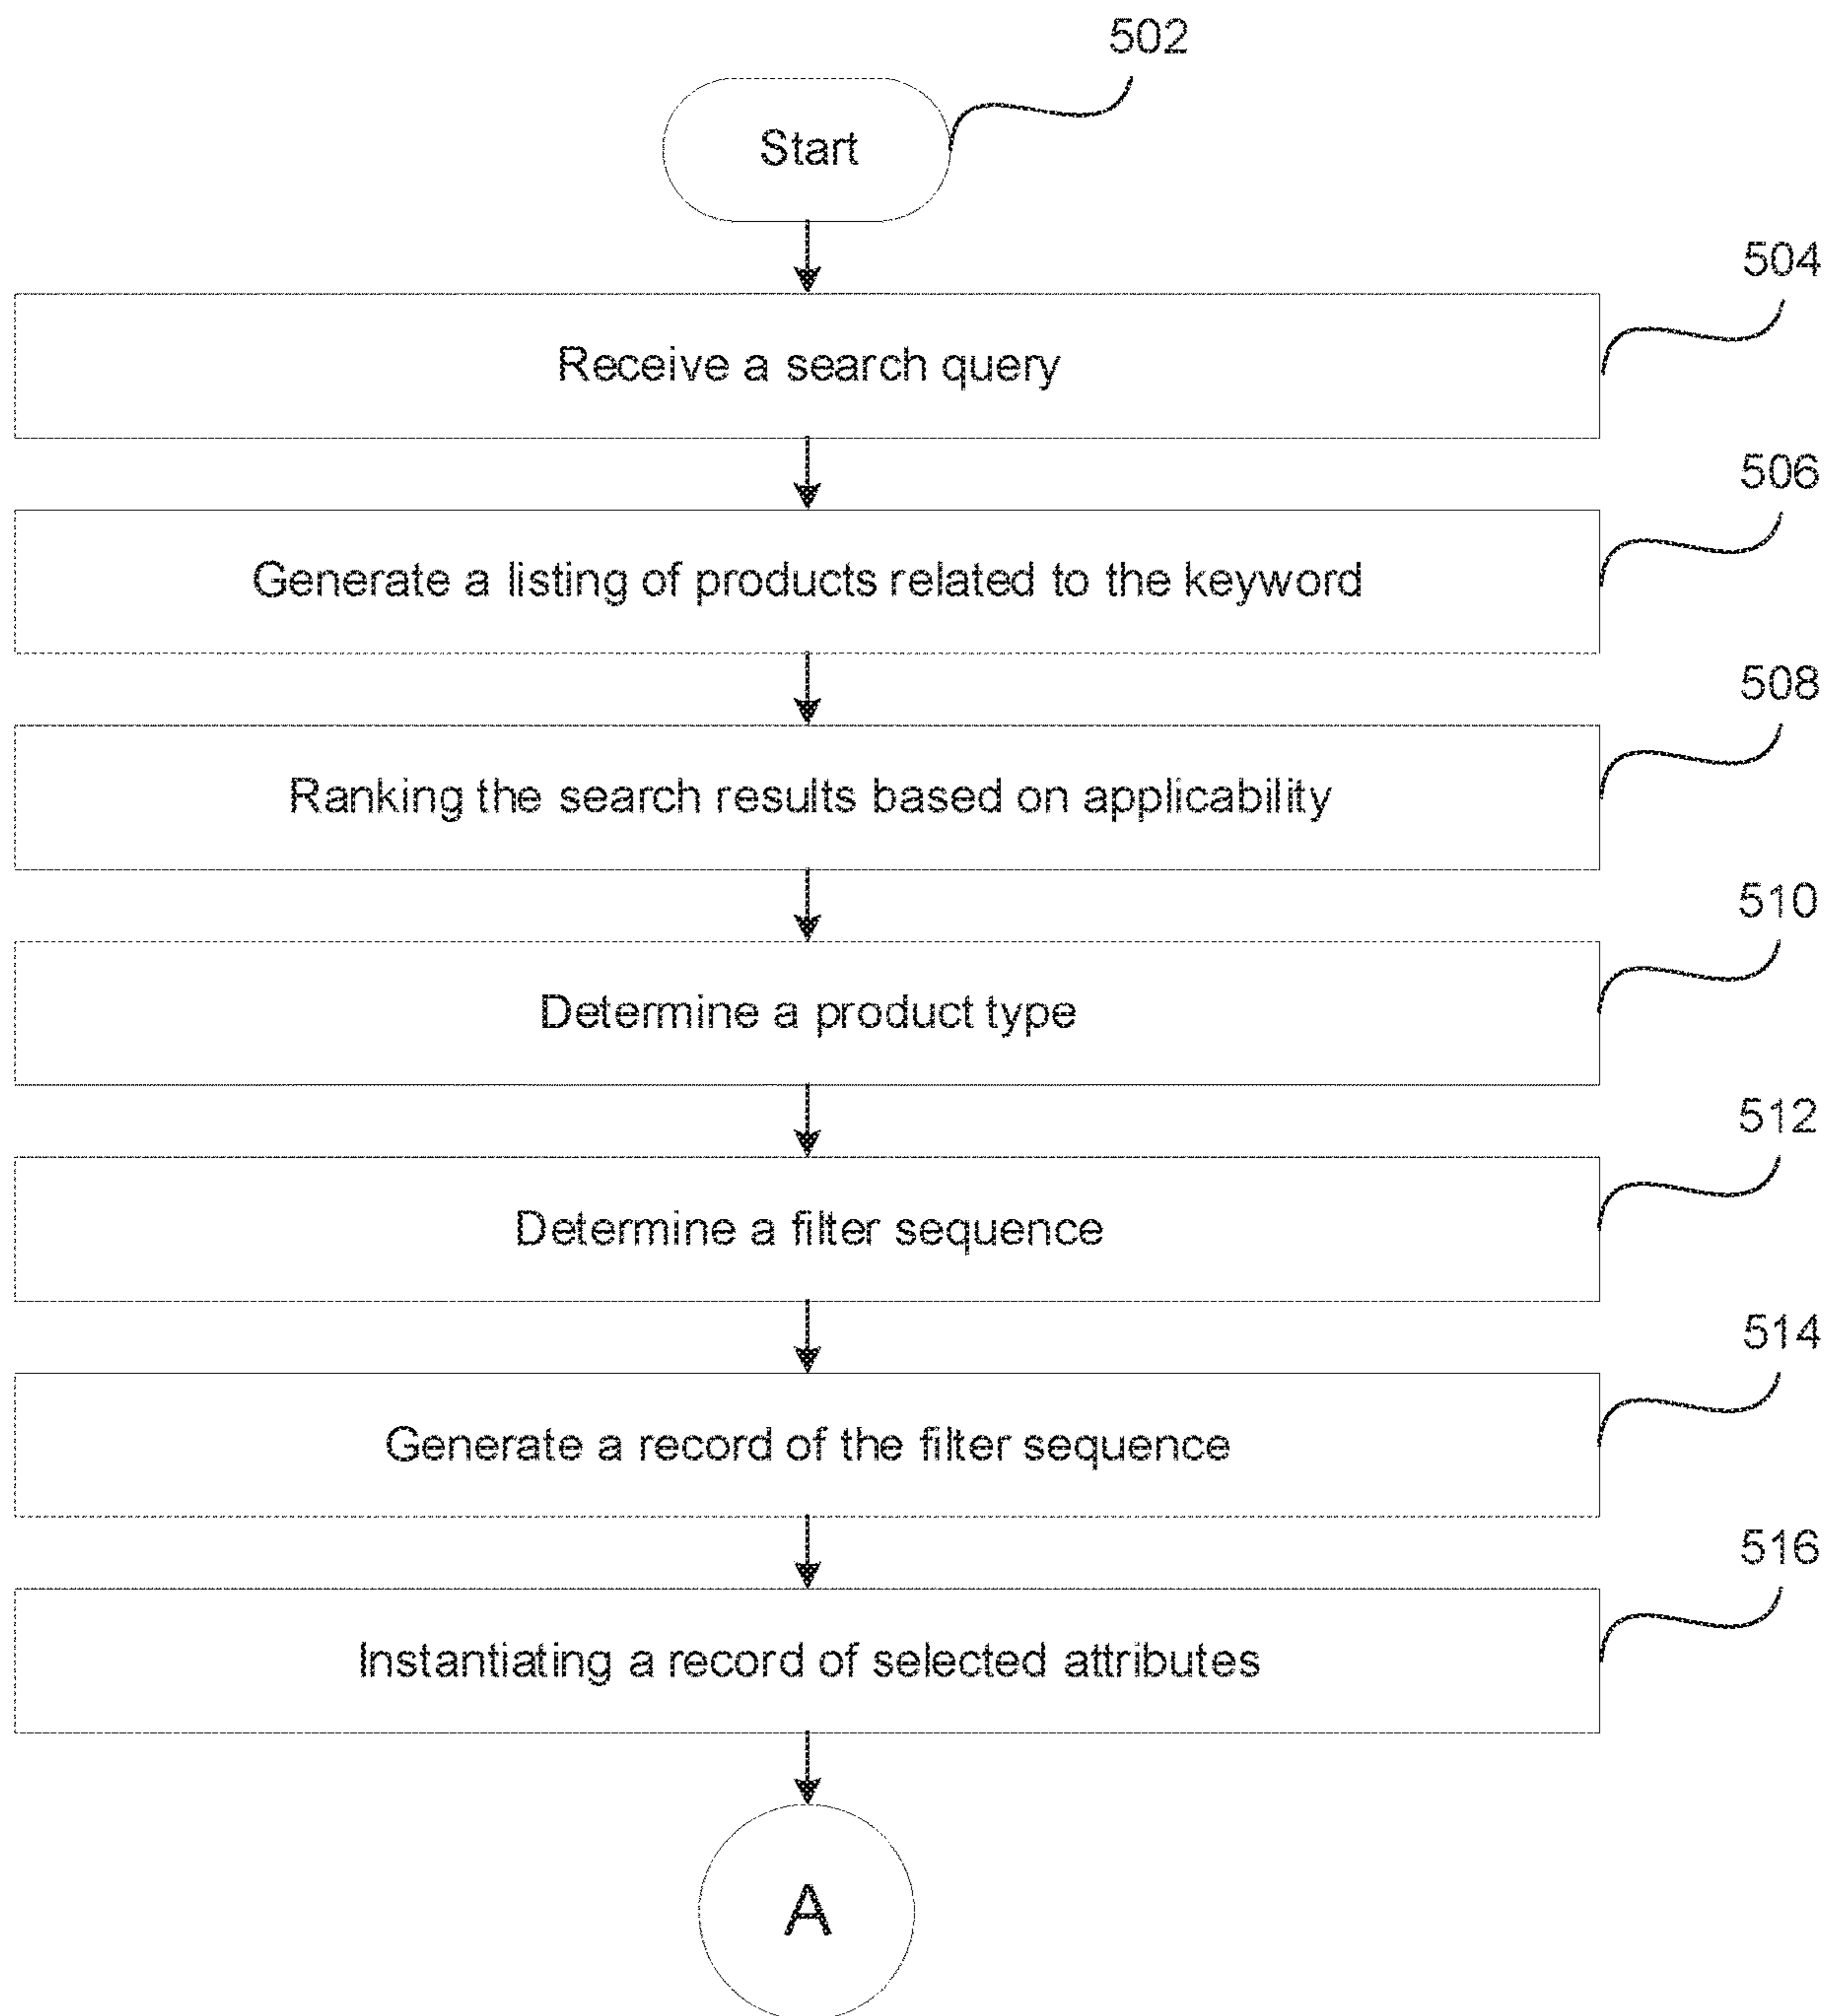 502
Start
504
Receive a search query
506
Generate a listing of products related to the keyword
508
Ranking the search results based on applicability
510
Determine a product type
512
Determine a filter sequence
514
Generate a record of the filter sequence
516
Instantiating a record of selected attributes
A